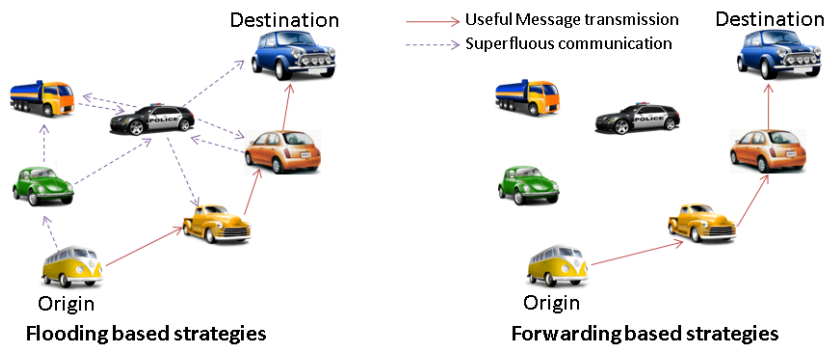 Destination
Useful Message transmission
Superfluous communication
Destination
POLICE
POLICE
Origin
Origin
Flooding based strategies
Forwarding based strategies